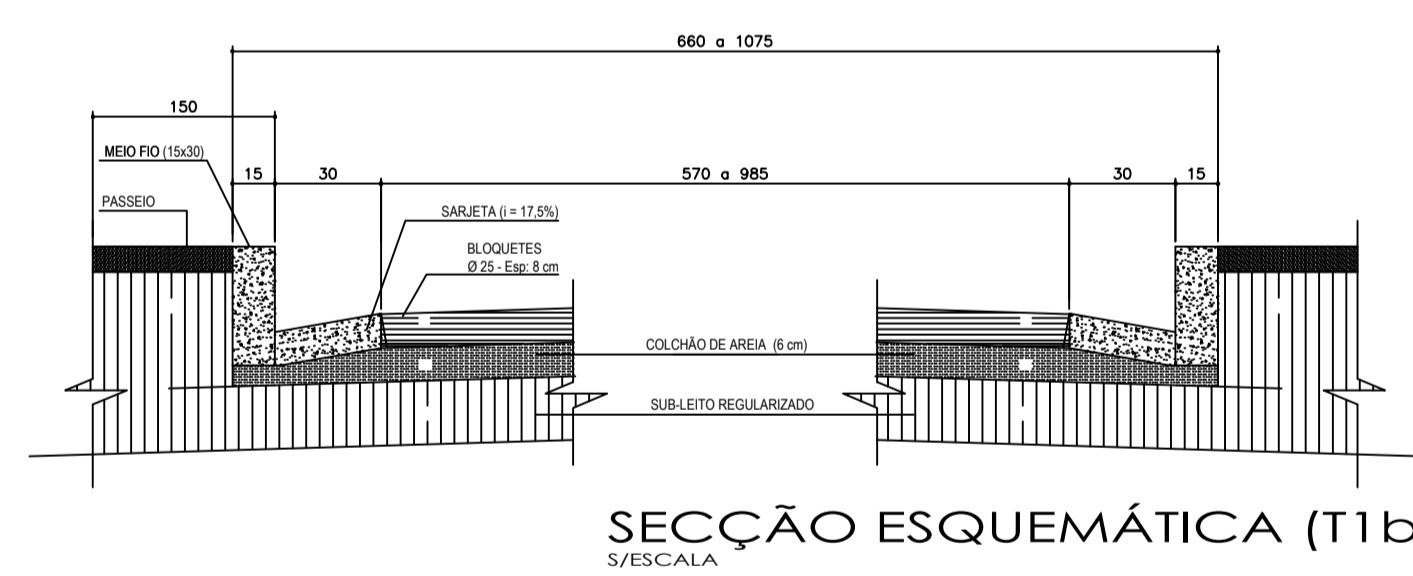 660 a 1075
150
MEIO FIO (15x30)
15 30 570 a 985 30 15
PASSEIO
SARJETA (i = 17,5%)
BLOQUETES
Ø 25 - Esp: 8 cm
COLCHÃO DE AREIA (6 cm)
SUB-LEITO REGULARIZADO
SECÇÃO ESQUEMÁTICA (T1b
S/ESCALA